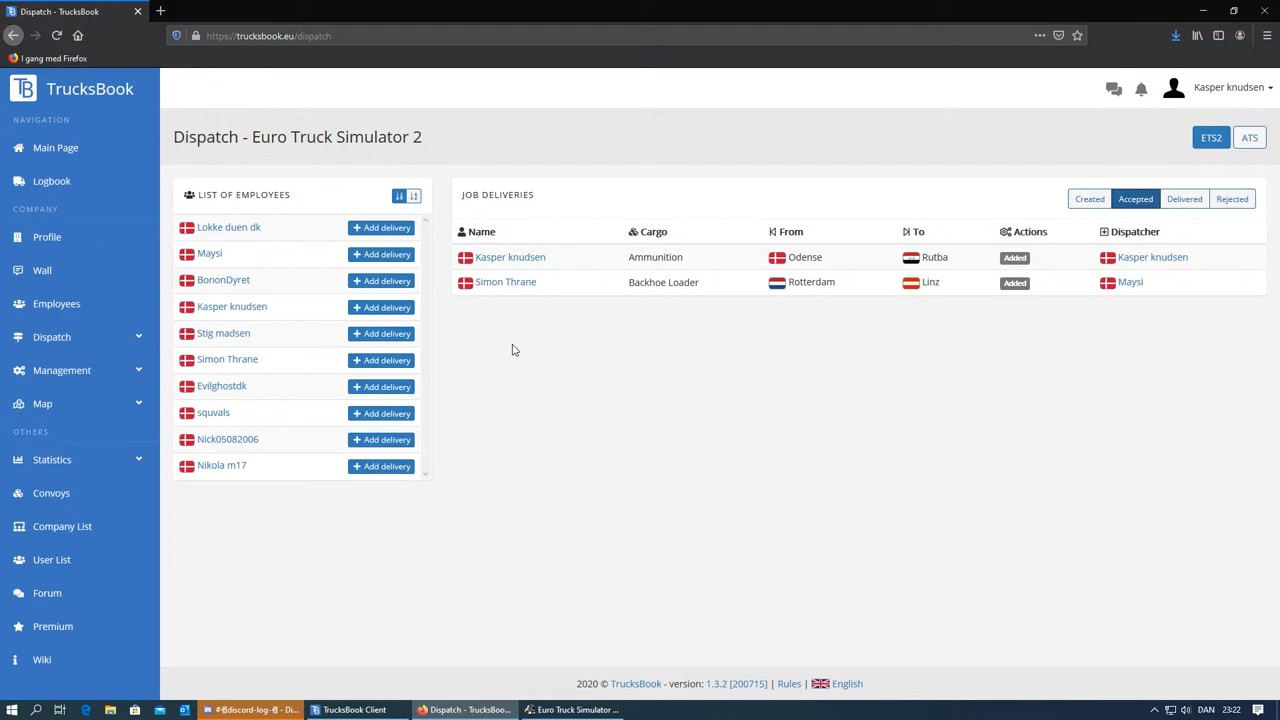 Dispatch - TrucksBook
https://trucksbook.eu/dispatch
I gang med Firefox
TB TrucksBook
NAVIGATION
Main Page
Logbook
COMPANY
Profile
Wall
Employees
Dispatch
Management
Map
OTHERS
Statistics
Convoys
Company List
User List
Forum
Premium
Wiki
Kasper knudsen
Dispatch - Euro Truck Simulator 2
ETS2 ATS
LIST OF EMPLOYEES
Lokke duen dk Add delivery
Maysi Add delivery
BononDyret Add delivery
Kasper knudsen Add delivery
Stig madsen Add delivery
Simon Thrane Add delivery
Evilghostdk Add delivery
squvals Add delivery
Nick05082006 Add delivery
Nikola m17 Add delivery
JOB DELIVERIES
Created Accepted Delivered Rejected
Name Cargo From To Actions Dispatcher
Kasper knudsen Ammunition Odense Rutba Added Kasper knudsen
Simon Thrane Backhoe Loader Rotterdam Linz Added Maysi
2020 © TrucksBook - version: 1.3.2 [200715] | Rules | English
TrucksBook Client
Dispatch - TrucksBoo...
Euro Truck Simulator ...
DAN 23:22